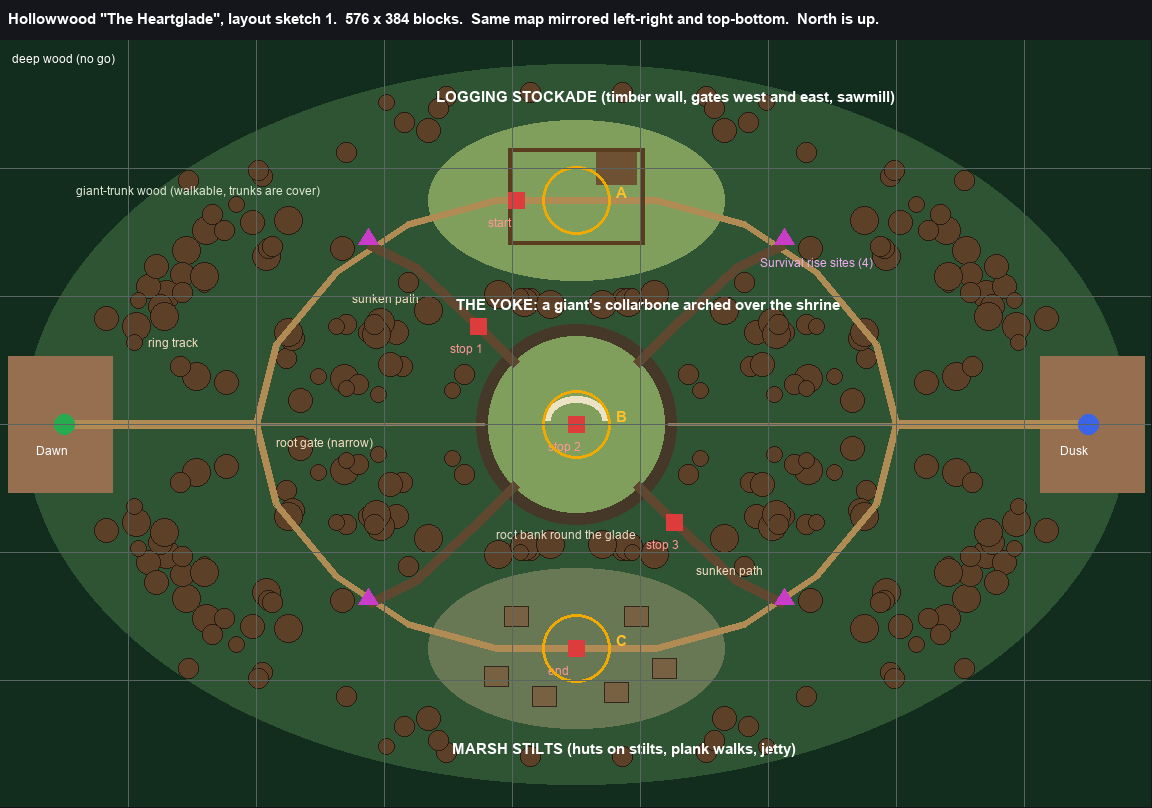 Hollowwood "The Heartglade", layout sketch 1.  576 x 384 blocks.  Same map mirrored left-right and top-bottom.  North is up.
deep wood (no go)
LOGGING STOCKADE (timber wall, gates west and east, sawmill)
giant-trunk wood (walkable, trunks are cover)
A
start
Survival rise sites (4)
sunken path
THE YOKE: a giant's collarbone arched over the shrine
ring track
stop 1
B
root gate (narrow)
stop 2
Dawn
Dusk
root bank round the glade
stop 3
sunken path
C
end
MARSH STILTS (huts on stilts, plank walks, jetty)